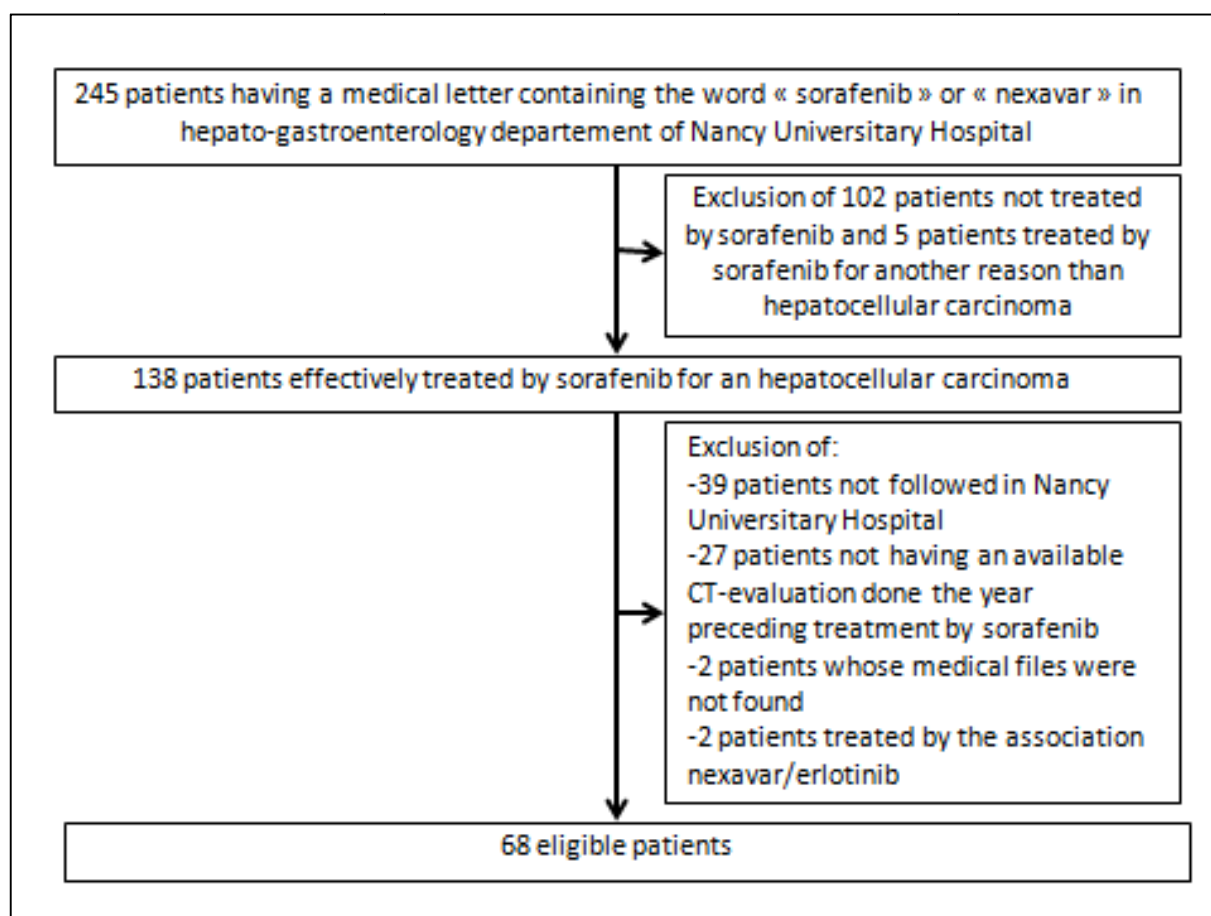 245 patients having a medical letter containing the word « sorafenib » or « nexavar » in
hepato-gastroenterology departement of Nancy Universitary Hospital
Exclusion of 102 patients not treated
by sorafenib and 5 patients treated by
sorafenib for another reason than
hepatocellular carcinoma
138 patients effectively treated by sorafenib for an hepatocellular carcinoma
Exclusion of:
-39 patients not followed in Nancy
Universitary Hospital
-27 patients not having an available
CT-evaluation done the year
preceding treatment by sorafenib
-2 patients whose medical files were
not found
-2 patients treated by the association
nexavar/erlotinib
68 eligible patients